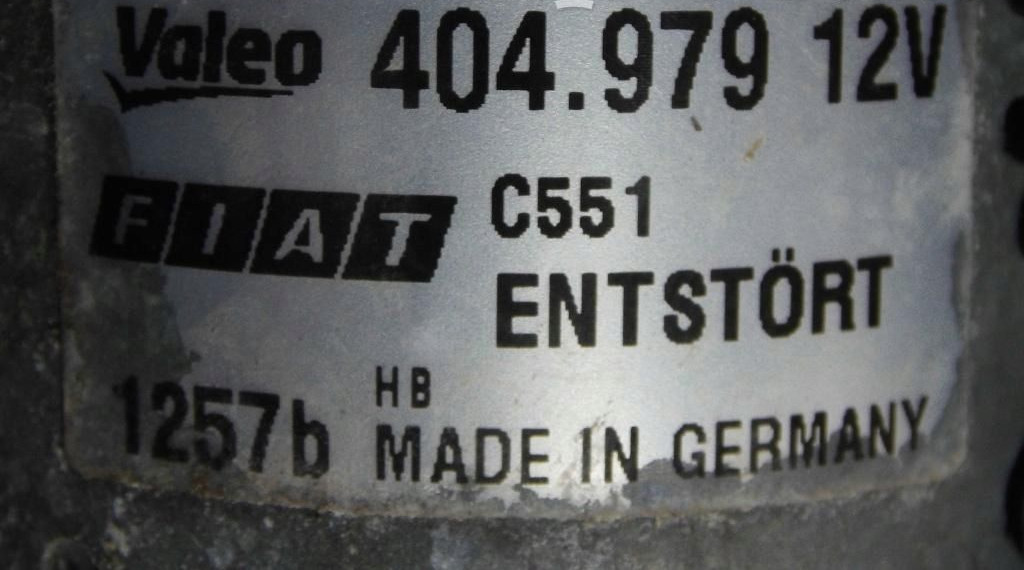 Valeo 404.979 12V
FIAT C551
ENTSTÖRT
HB
1257b MADE IN GERMANY